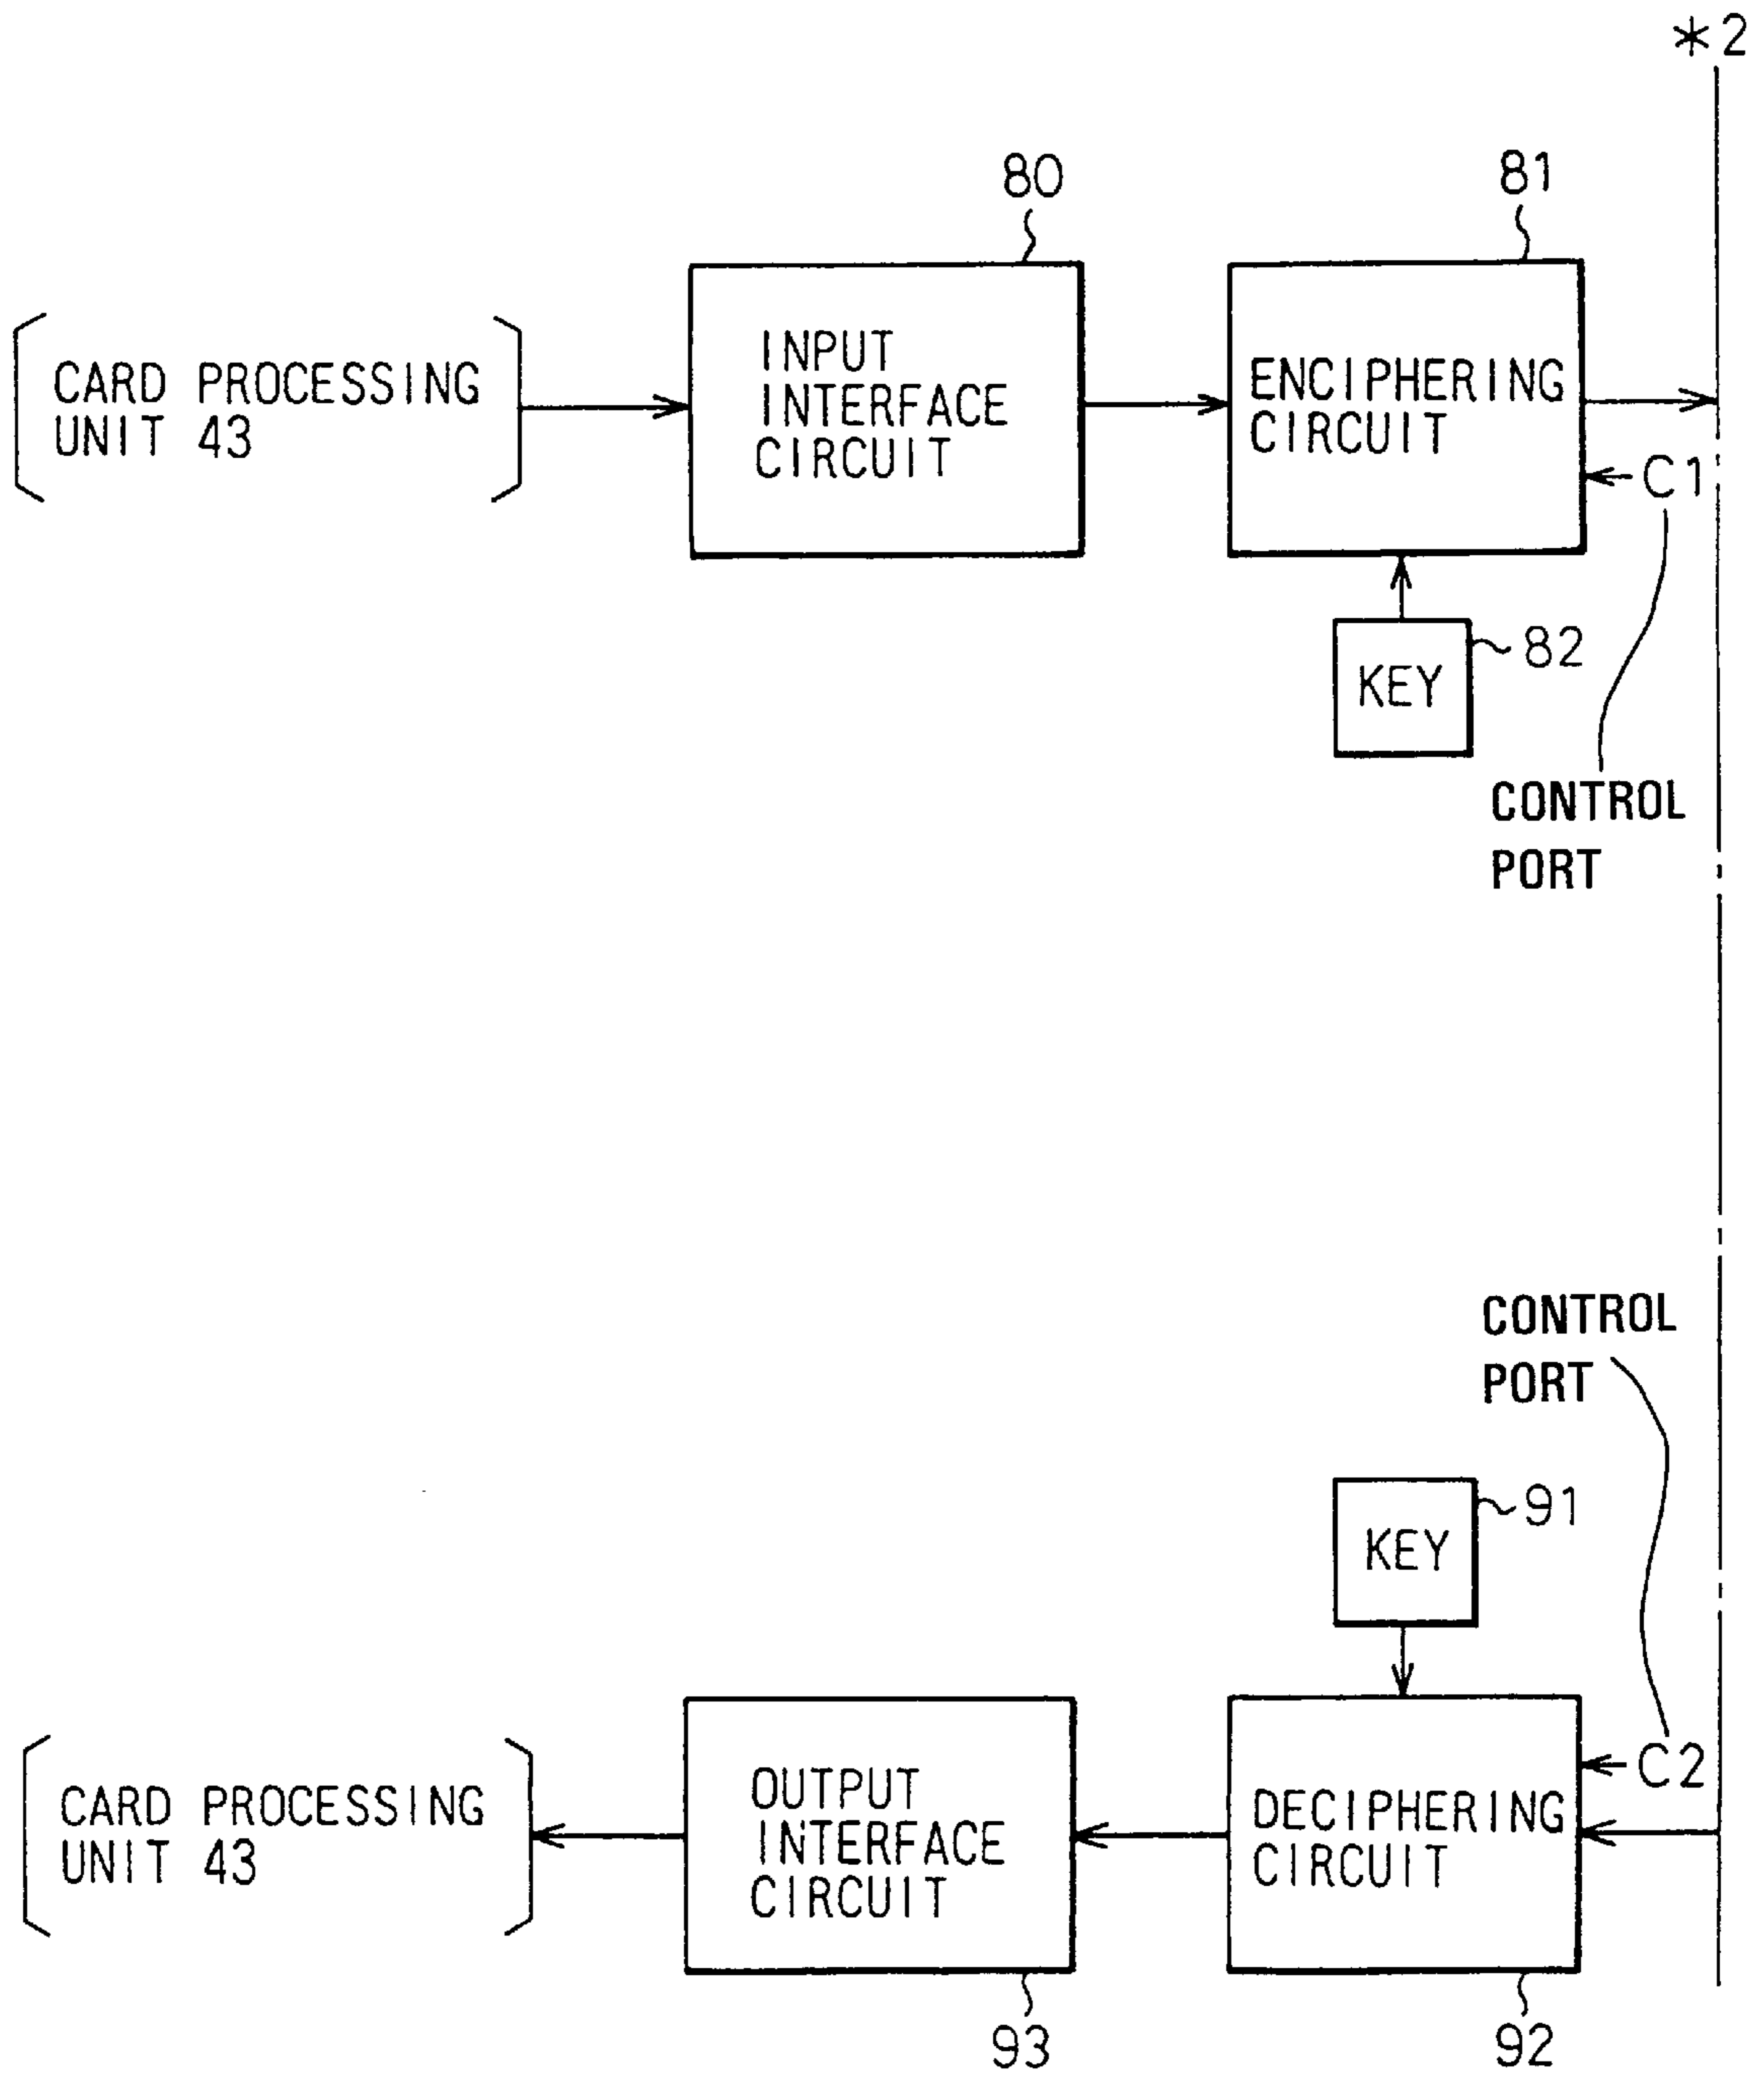 *2
80
81
CARD PROCESSING
UNIT 43
INPUT
INTERFACE
CIRCUIT
ENCIPHERING
CIRCUIT
C1
KEY
82
CONTROL
PORT
CONTROL
PORT
KEY
91
CARD PROCESSING
UNIT 43
OUTPUT
INTERFACE
CIRCUIT
DECIPHERING
CIRCUIT
C2
93
92